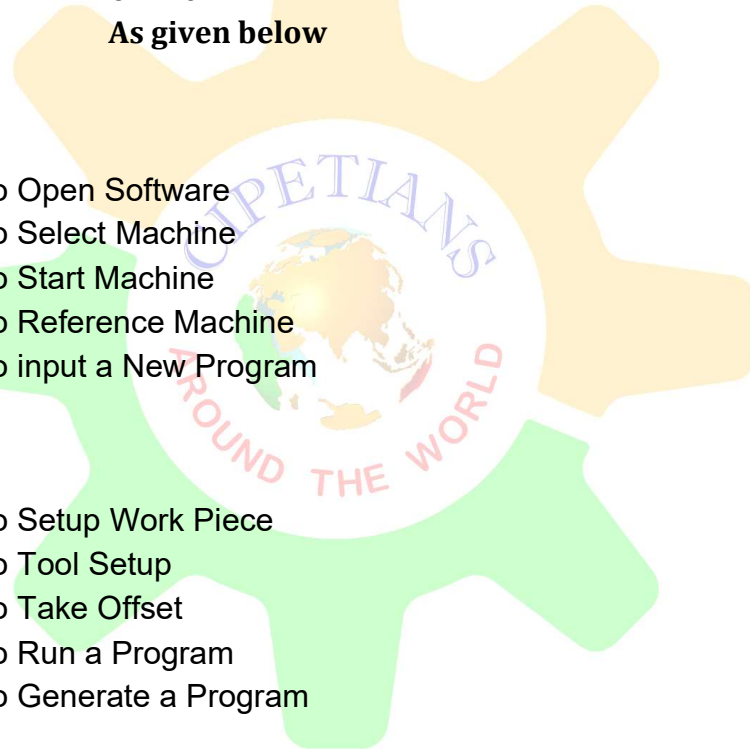 As given below
o Open Software
o Select Machine
o Start Machine
o Reference Machine
o input a New Program
o Setup Work Piece
o Tool Setup
o Take Offset
o Run a Program
o Generate a Program
CIPETIANS
AROUND THE WORLD